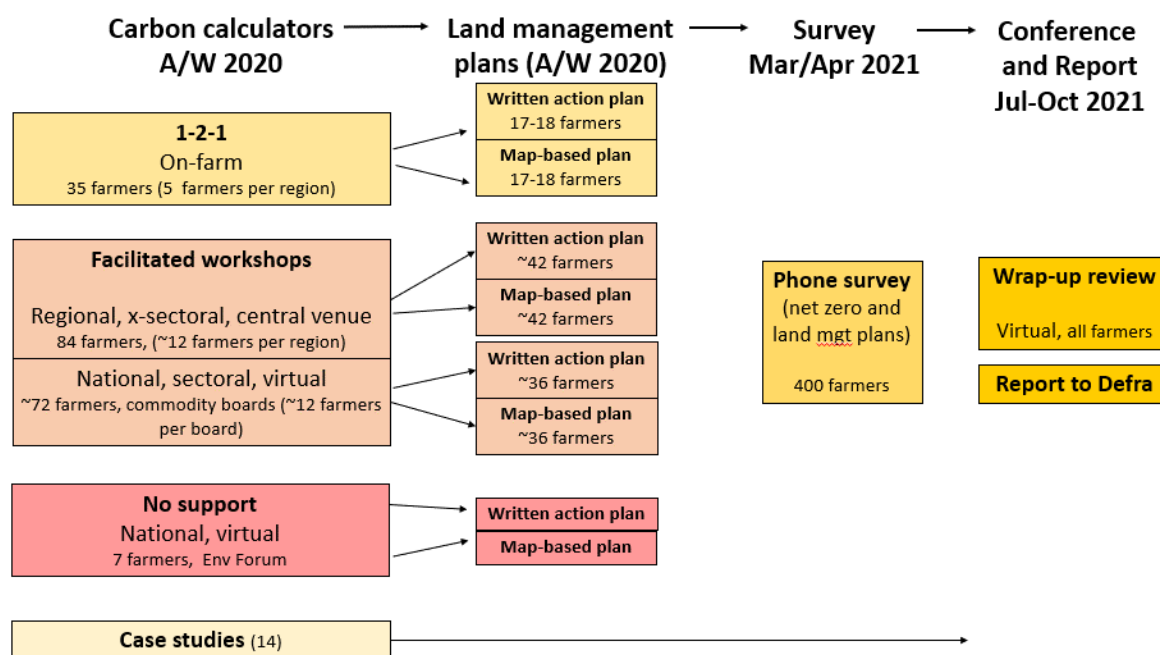 Carbon calculators
A/W 2020
Land management
plans (A/W 2020)
Survey
Mar/Apr 2021
Conference
and Report
Jul-Oct 2021
1-2-1
On-farm
35 farmers (5 farmers per region)
Written action plan
17-18 farmers
Map-based plan
17-18 farmers
Facilitated workshops
Regional, x-sectoral, central venue
84 farmers, (~12 farmers per region)
National, sectoral, virtual
~72 farmers, commodity boards (~12 farmers
per board)
Written action plan
~42 farmers
Map-based plan
~42 farmers
Written action plan
~36 farmers
Map-based plan
~36 farmers
Phone survey
(net zero and
land mgt plans)
400 farmers
Wrap-up review
Virtual, all farmers
Report to Defra
No support
National, virtual
7 farmers, Env Forum
Written action plan
Map-based plan
Case studies (14)